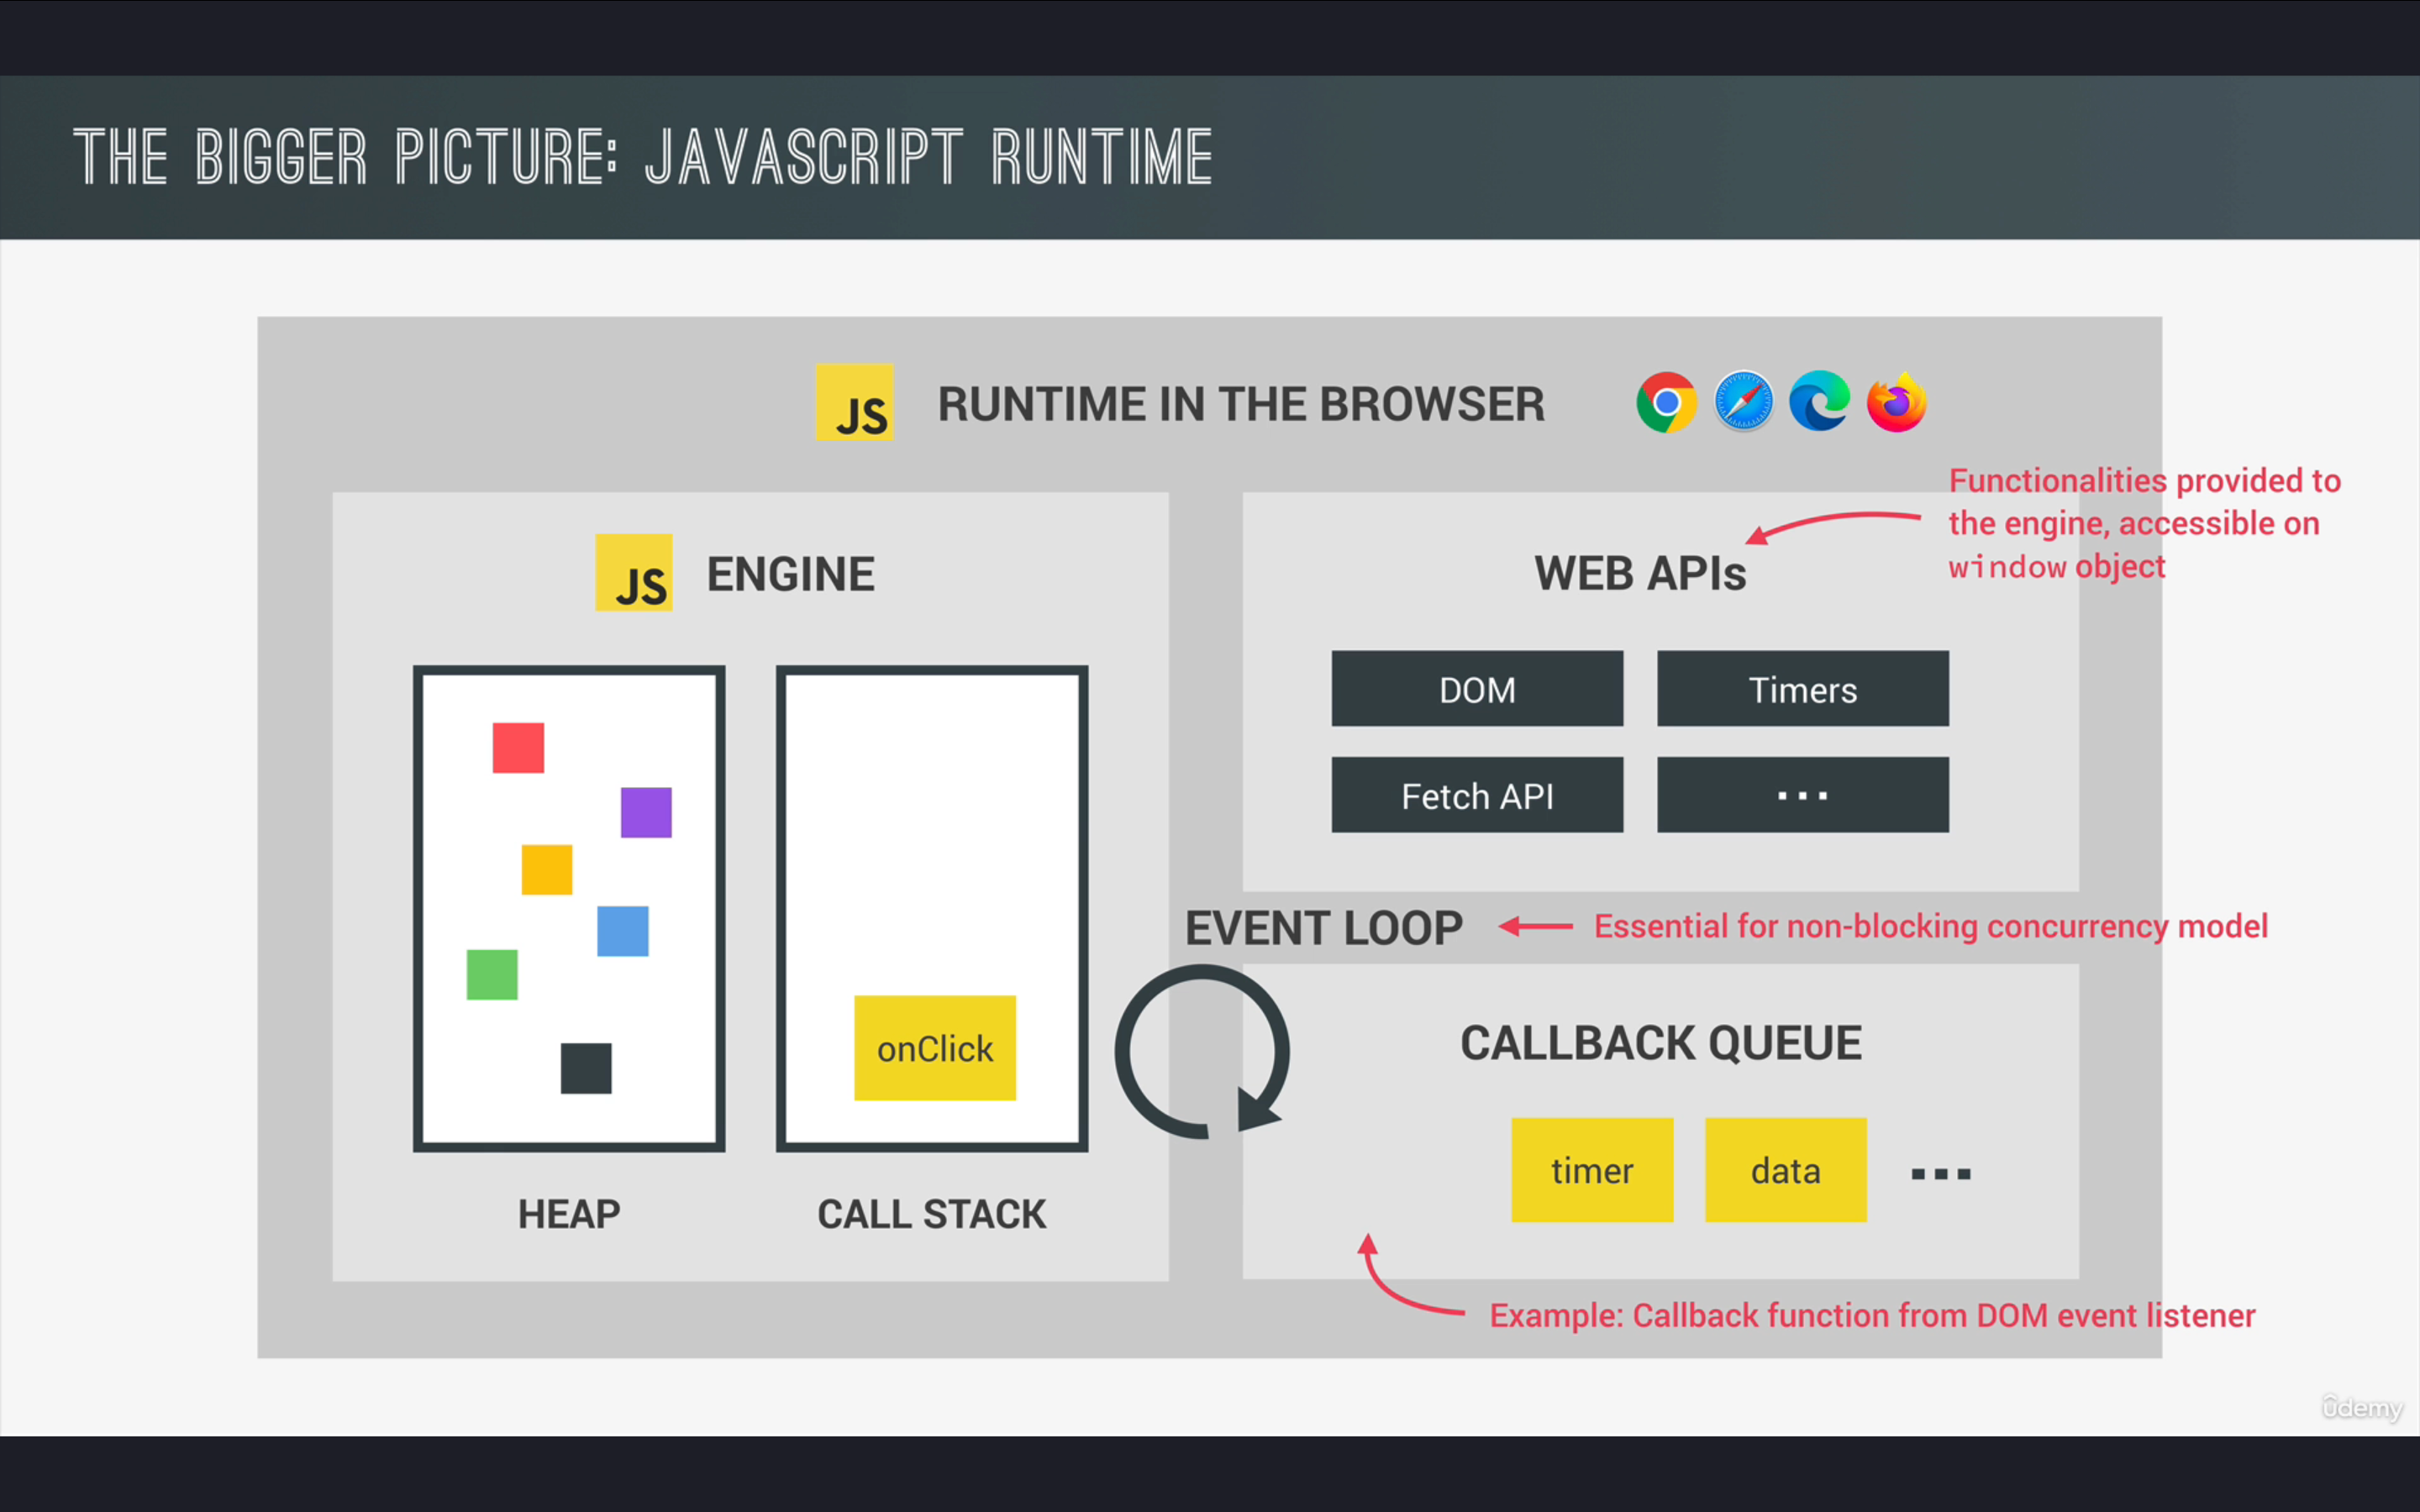 THE BIGGER PICTURE: JAVASCRIPT RUNTIME
JS
RUNTIME IN THE BROWSER
Functionalities provided to
the engine, accessible on
window object
JS
ENGINE
WEB APIs
DOM
Timers
Fetch API
...
EVENT LOOP
Essential for non-blocking concurrency model
onClick
CALLBACK QUEUE
timer
data
...
HEAP
CALL STACK
Example: Callback function from DOM event listener
ûdemy